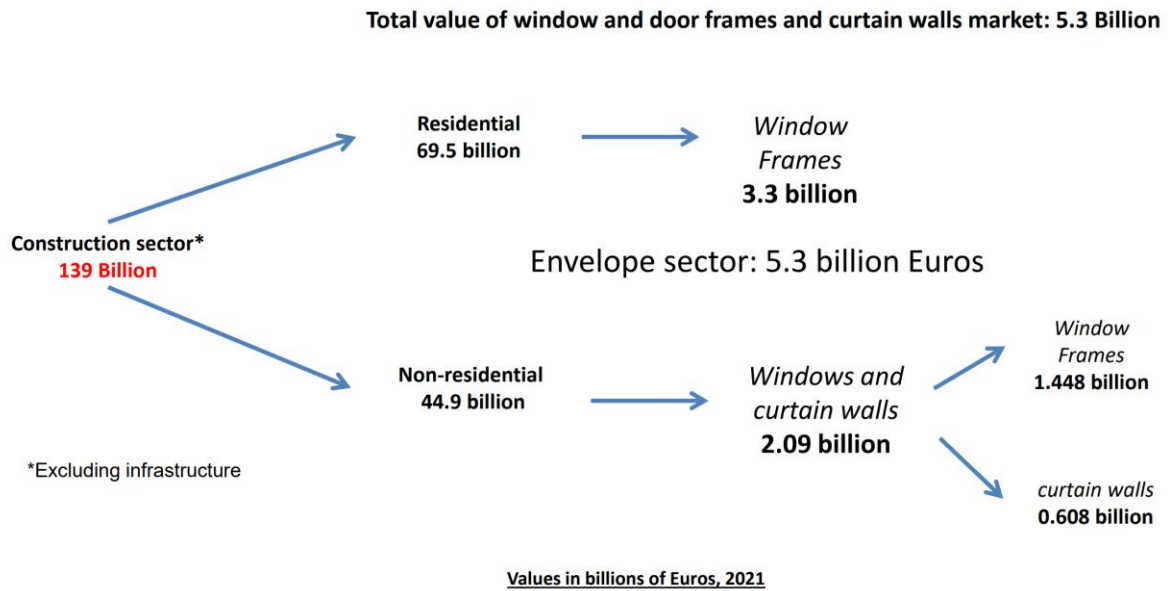 Total value of window and door frames and curtain walls market: 5.3 Billion
Residential
69.5 billion
Window
Frames
3.3 billion
Construction sector*
139 Billion
Envelope sector: 5.3 billion Euros
Non-residential
44.9 billion
Windows and
curtain walls
2.09 billion
Window
Frames
1.448 billion
*Excluding infrastructure
curtain walls
0.608 billion
Values in billions of Euros, 2021